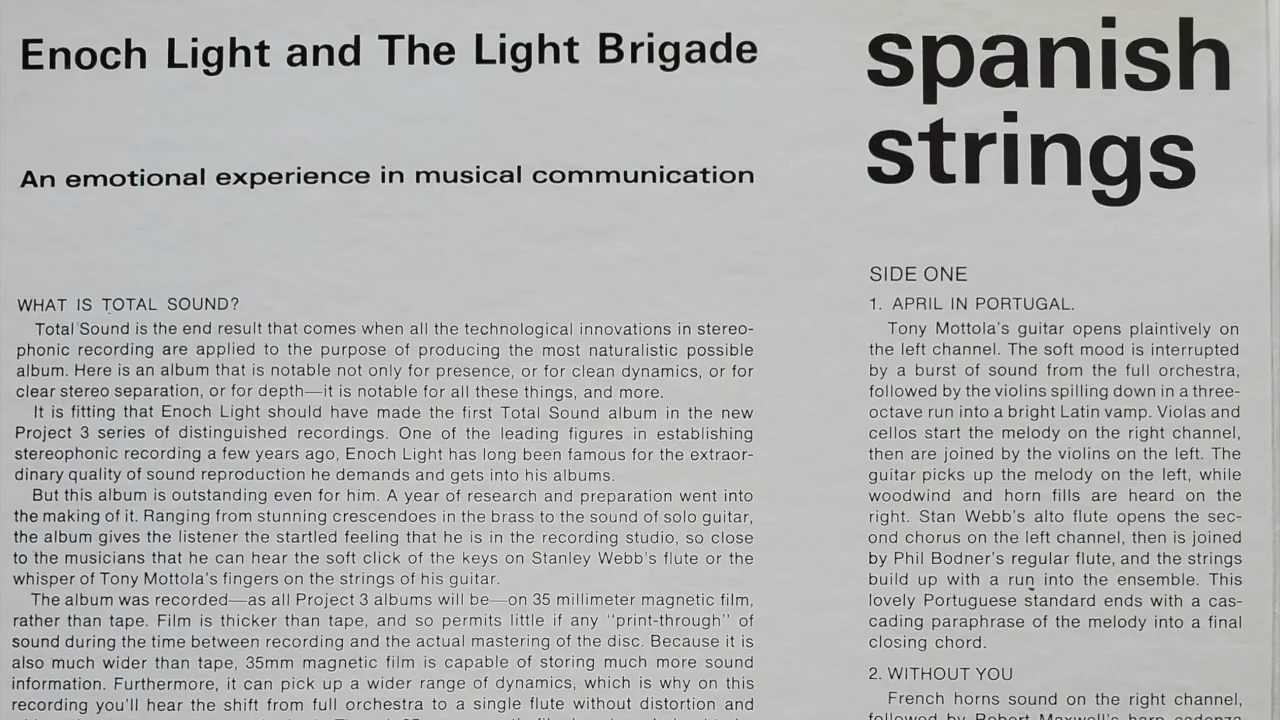 Enoch Light and The Light Brigade
An emotional experience in musical communication
WHAT IS TOTAL SOUND?
Total Sound is the end result that comes when all the technological innovations in stereo-
phonic recording are applied to the purpose of producing the most naturalistic possible
album. Here is an album that is notable not only for presence, or for clean dynamics, or for
clear stereo separation, or for depth—it is notable for all these things, and more.
It is fitting that Enoch Light should have made the first Total Sound album in the new
Project 3 series of distinguished recordings. One of the leading figures in establishing
stereophonic recording a few years ago, Enoch Light has long been famous for the extraor-
dinary quality of sound reproduction he demands and gets into his albums.
But this album is outstanding even for him. A year of research and preparation went into
the making of it. Ranging from stunning crescendoes in the brass to the sound of solo guitar,
the album gives the listener the startled feeling that he is in the recording studio, so close
to the musicians that he can hear the soft click of the keys on Stanley Webb's flute or the
whisper of Tony Mottola's fingers on the strings of his guitar.
The album was recorded—as all Project 3 albums will be—on 35 millimeter magnetic film,
rather than tape. Film is thicker than tape, and so permits little if any "print-through" of
sound during the time between recording and the actual mastering of the disc. Because it is
also much wider than tape, 35mm magnetic film is capable of storing much more sound
information. Furthermore, it can pick up a wider range of dynamics, which is why on this
recording you'll hear the shift from full orchestra to a single flute without distortion and
spanish
strings
SIDE ONE
1. APRIL IN PORTUGAL.
Tony Mottola's guitar opens plaintively on
the left channel. The soft mood is interrupted
by a burst of sound from the full orchestra,
followed by the violins spilling down in a three-
octave run into a bright Latin vamp. Violas and
cellos start the melody on the right channel,
then are joined by the violins on the left. The
guitar picks up the melody on the left, while
woodwind and horn fills are heard on the
right. Stan Webb's alto flute opens the sec-
ond chorus on the left channel, then is joined
by Phil Bodner's regular flute, and the strings
build up with a run into the ensemble. This
lovely Portuguese standard ends with a cas-
cading paraphrase of the melody into a final
closing chord.
2. WITHOUT YOU
French horns sound on the right channel,
followed by Robert Maxwell's harp cadenza